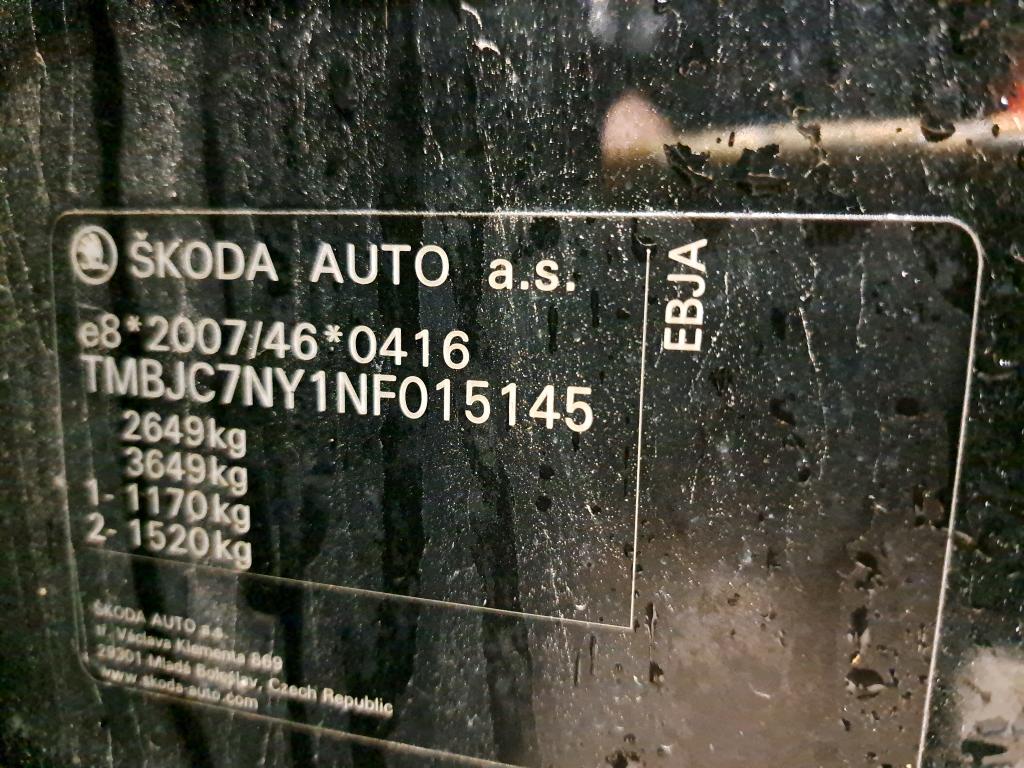 ŠKODA AUTO a.s.
e8*2007/46*0416
TMBJC7NY1NF015145
2649kg
3649kg
1- 1170kg
2- 1520kg
EBJA
ŠKODA AUTO a.s.
tř. Václava Klementa 869
29301 Mladá Boleslav, Czech Republic
www.skoda-auto.com